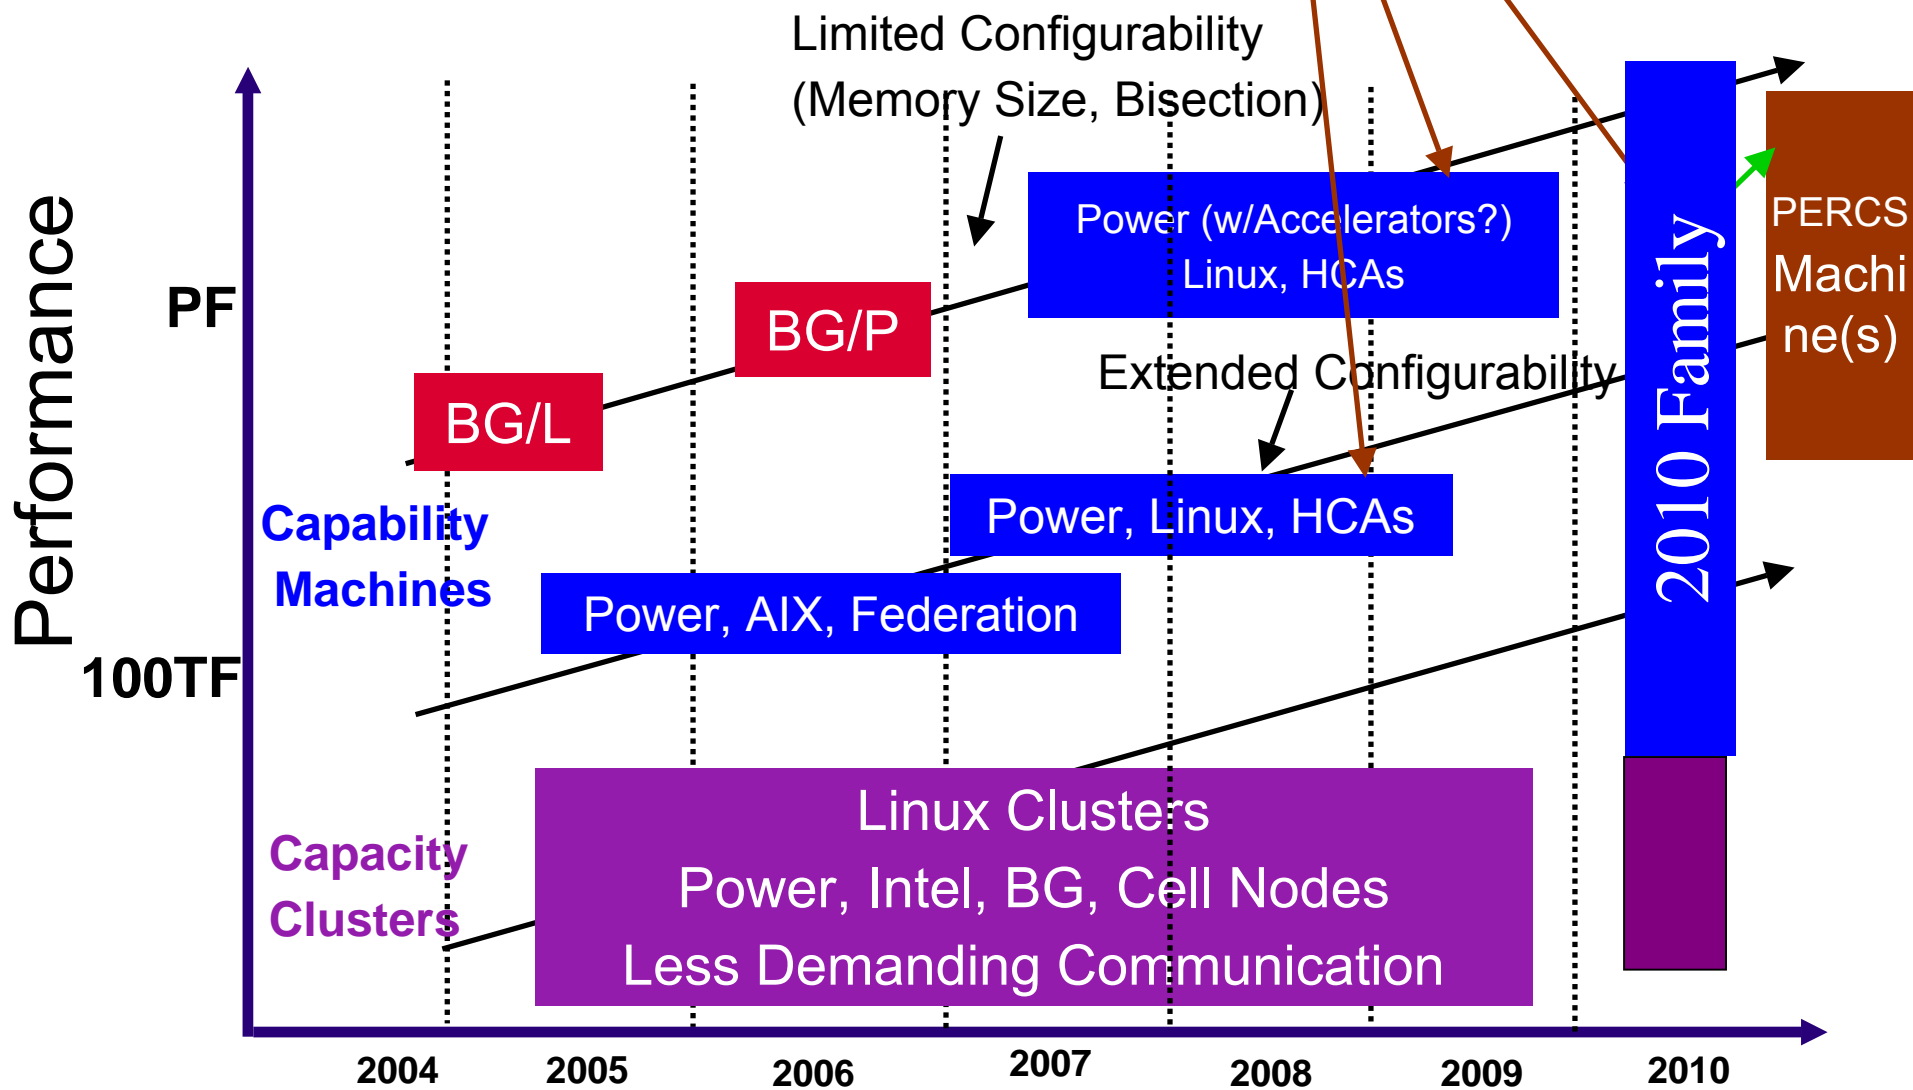 Limited Configurability
(Memory Size, Bisection)
Performance
PF
100TF
Power (w/Accelerators?)
Linux, HCAs
BG/P
BG/L
Extended Configurability
Capability
Machines
Power, Linux, HCAs
Power, AIX, Federation
2010 Family
PERCS
Machi
ne(s)
Capacity
Clusters
Linux Clusters
Power, Intel, BG, Cell Nodes
Less Demanding Communication
2004 2005 2006 2007 2008 2009 2010